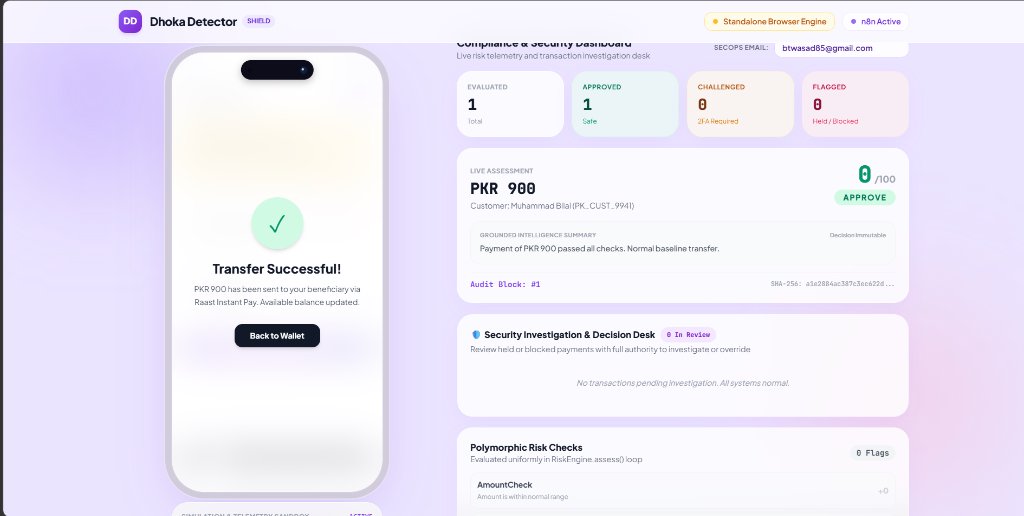 DD Dhoka Detector SHIELD
Standalone Browser Engine
n8n Active
Transfer Successful!
PKR 900 has been sent to your beneficiary via
Raast Instant Pay. Available balance updated.
Back to Wallet
SIMULATION & TELEMETRY SANDBOX ACTIVE
Compliance & Security Dashboard
Live risk telemetry and transaction investigation desk
SECOPS EMAIL: btwasad85@gmail.com
EVALUATED
1
Total
APPROVED
1
Safe
CHALLENGED
0
2FA Required
FLAGGED
0
Held / Blocked
LIVE ASSESSMENT
PKR 900
Customer: Muhammad Bilal (PK_CUST_9941)
0 /100
APPROVE
GROUNDED INTELLIGENCE SUMMARY
Decision Immutable
Payment of PKR 900 passed all checks. Normal baseline transfer.
Audit Block: #1
SHA-256: a1e2884ac387c3ec622d...
Security Investigation & Decision Desk 0 In Review
Review held or blocked payments with full authority to investigate or override
No transactions pending investigation. All systems normal.
Polymorphic Risk Checks
Evaluated uniformly in RiskEngine.assess() loop
0 Flags
AmountCheck
Amount is within normal range
+0